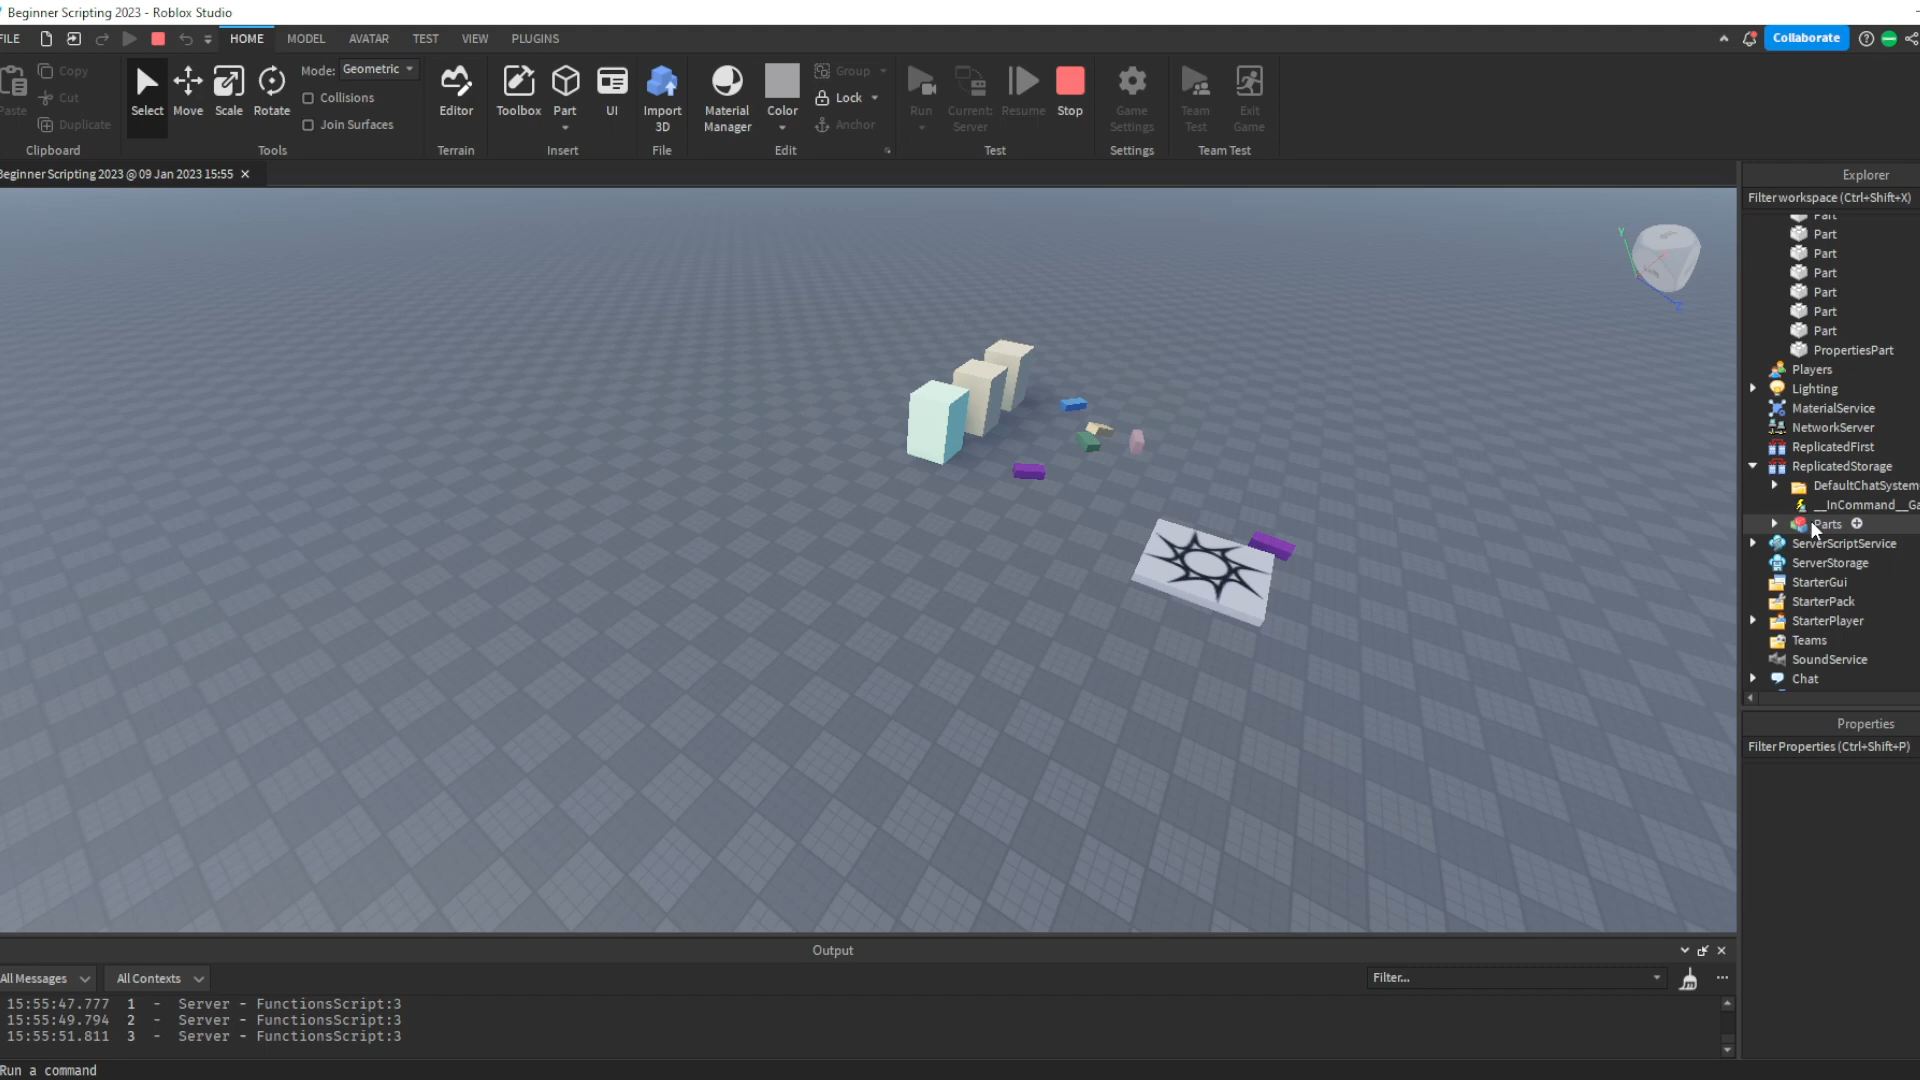 Beginner Scripting 2023 - Roblox Studio
FILE HOME MODEL AVATAR TEST VIEW PLUGINS Collaborate
Paste Copy Cut Duplicate Clipboard
Select Move Scale Rotate Mode: Geometric Collisions Join Surfaces Tools
Editor Terrain
Toolbox Part UI Insert
Import 3D File
Material Manager Color Group Lock Anchor Edit
Run Current: Server Resume Stop Test
Game Settings Settings
Team Test Exit Game Team Test
Beginner Scripting 2023 @ 09 Jan 2023 15:55
Y
Z
Explorer
Filter workspace (Ctrl+Shift+X)
Part
Part
Part
Part
Part
Part
Part
PropertiesPart
Players
Lighting
MaterialService
NetworkServer
ReplicatedFirst
ReplicatedStorage
DefaultChatSystem
__InCommand__Ga
Parts
ServerScriptService
ServerStorage
StarterGui
StarterPack
StarterPlayer
Teams
SoundService
Chat
Properties
Filter Properties (Ctrl+Shift+P)
Output
All Messages All Contexts Filter...
15:55:47.777 1 - Server - FunctionsScript:3
15:55:49.794 2 - Server - FunctionsScript:3
15:55:51.811 3 - Server - FunctionsScript:3
Run a command